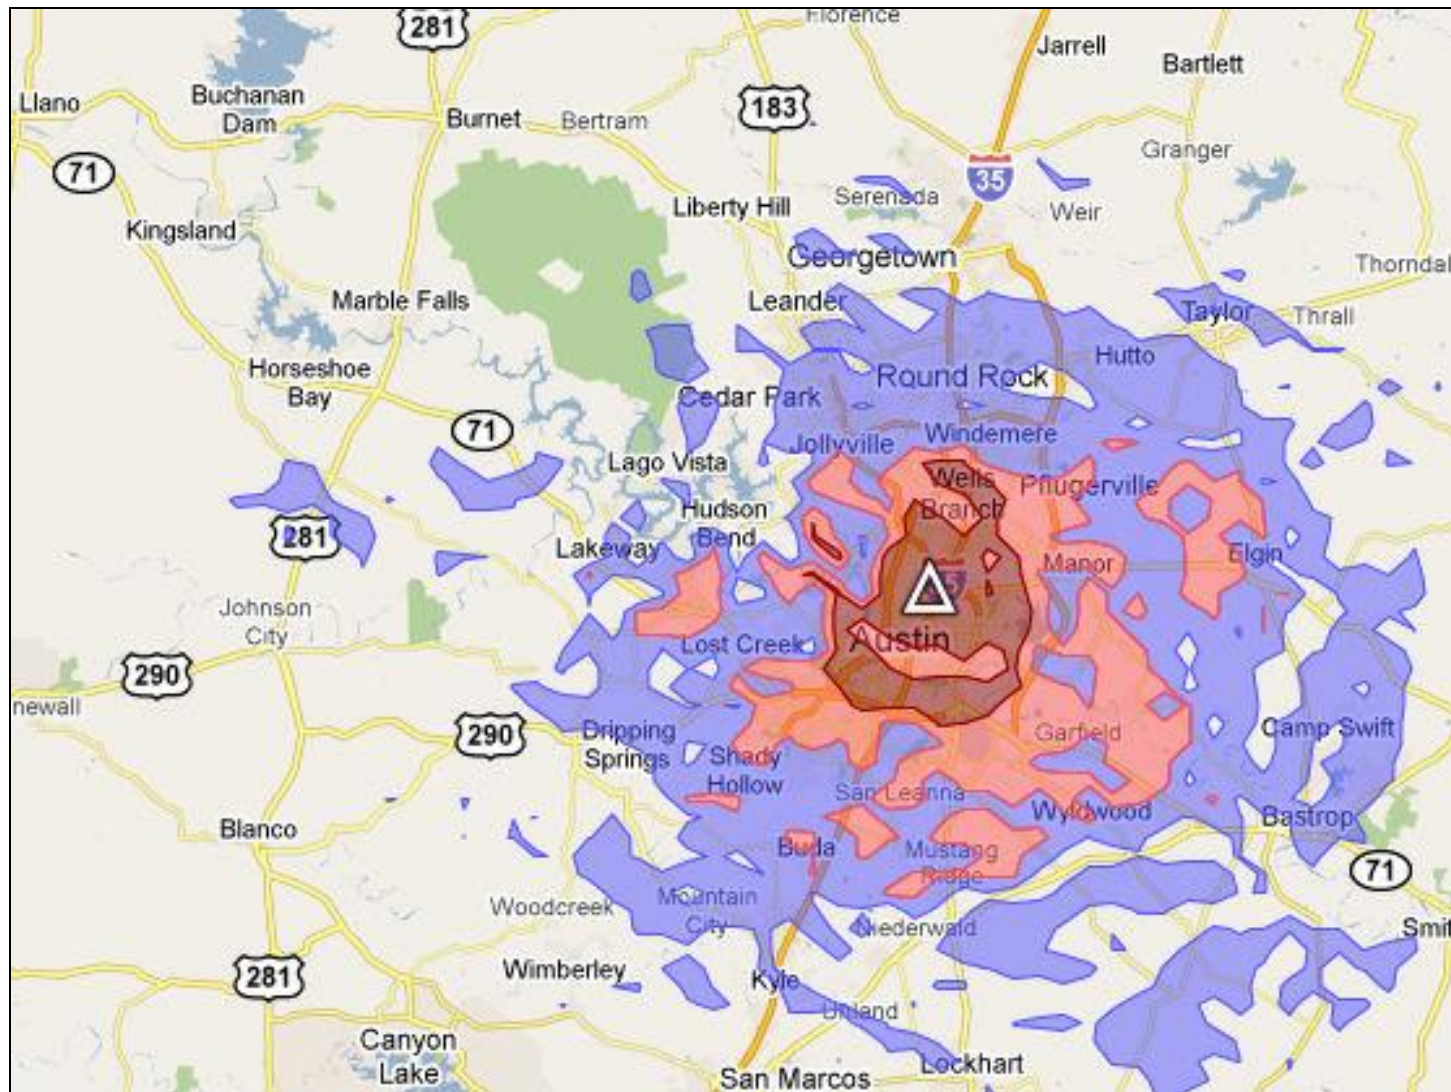 281
Florence
Jarrell
Bartlett
Llano
Buchanan
Dam
Burnet
Bertram
183
Granger
71
35
Serenada
Weir
Liberty Hill
Kingsland
Georgetown
Thorndal
Marble Falls
Leander
Taylor
Thrall
Hutto
Horseshoe
Bay
Round Rock
Cedar Park
71
Jollyville
Windemere
Lago Vista
Wells
Branch
Pflugerville
Hudson
Bend
281
Lakeway
Elgin
Manor
Johnson
City
Lost Creek
Austin
290
newall
290
Dripping
Springs
Garfield
Camp Swift
Shady
Hollow
San Leanna
Wyldwood
Bastrop
Blanco
Buda
Mustang
Ridge
71
Woodcreek
Mountain
City
Niederwald
Smit
281
Wimberley
Kyle
Uhland
Canyon
Lake
Lockhart
San Marcos